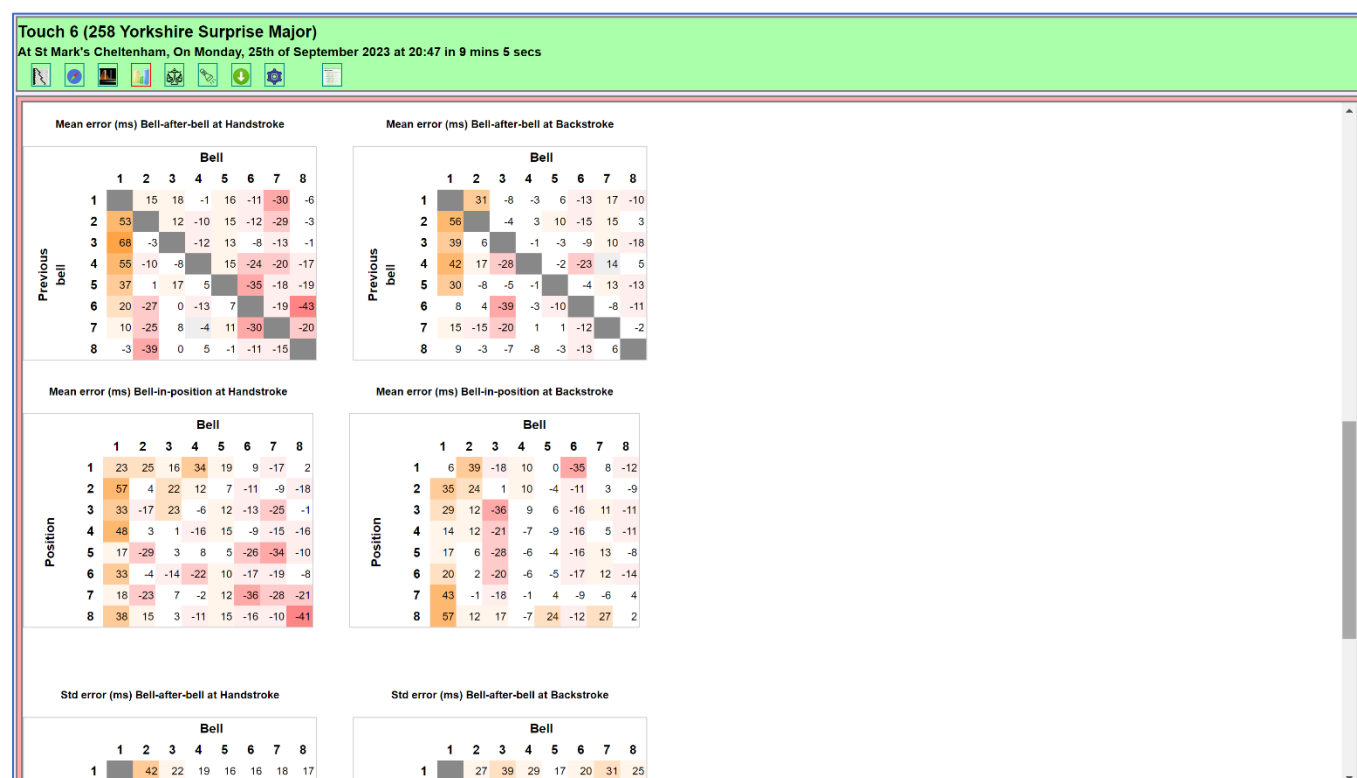 Touch 6 (258 Yorkshire Surprise Major)
At St Mark's Cheltenham, On Monday, 25th of September 2023 at 20:47 in 9 mins 5 secs
Mean error (ms) Bell-after-bell at Handstroke
Bell
1 2 3 4 5 6 7 8
Previous bell
1 15 18 -1 16 -11 -30 -6
2 53 12 -10 15 -12 -29 -3
3 68 -3 -12 13 -8 -13 -1
4 55 -10 -8 15 -24 -20 -17
5 37 1 17 5 -35 -18 -19
6 20 -27 0 -13 7 -19 -43
7 10 -25 8 -4 11 -30 -20
8 -3 -39 0 5 -1 -11 -15
Mean error (ms) Bell-after-bell at Backstroke
Bell
1 2 3 4 5 6 7 8
Previous bell
1 31 -8 -3 6 -13 17 -10
2 56 -4 3 10 -15 15 3
3 39 6 -1 -3 -9 10 -18
4 42 17 -28 -2 -23 14 5
5 30 -8 -5 -1 -4 13 -13
6 8 4 -39 -3 -10 -8 -11
7 15 -15 -20 1 1 -12 -2
8 9 -3 -7 -8 -3 -13 6
Mean error (ms) Bell-in-position at Handstroke
Bell
1 2 3 4 5 6 7 8
Position
1 23 25 16 34 19 9 -17 2
2 57 4 22 12 7 -11 -9 -18
3 33 -17 23 -6 12 -13 -25 -1
4 48 3 1 -16 15 -9 -15 -16
5 17 -29 3 8 5 -26 -34 -10
6 33 -4 -14 -22 10 -17 -19 -8
7 18 -23 7 -2 12 -36 -28 -21
8 38 15 3 -11 15 -16 -10 -41
Mean error (ms) Bell-in-position at Backstroke
Bell
1 2 3 4 5 6 7 8
Position
1 6 39 -18 10 0 -35 8 -12
2 35 24 1 10 -4 -11 3 -9
3 29 12 -36 9 6 -16 11 -11
4 14 12 -21 -7 -9 -16 5 -11
5 17 6 -28 -6 -4 -16 13 -8
6 20 2 -20 -6 -5 -17 12 -14
7 43 -1 -18 -1 4 -9 -6 4
8 57 12 17 -7 24 -12 27 2
Std error (ms) Bell-after-bell at Handstroke
Bell
1 2 3 4 5 6 7 8
1 42 22 19 16 16 18 17
Std error (ms) Bell-after-bell at Backstroke
Bell
1 2 3 4 5 6 7 8
1 27 39 29 17 20 31 25